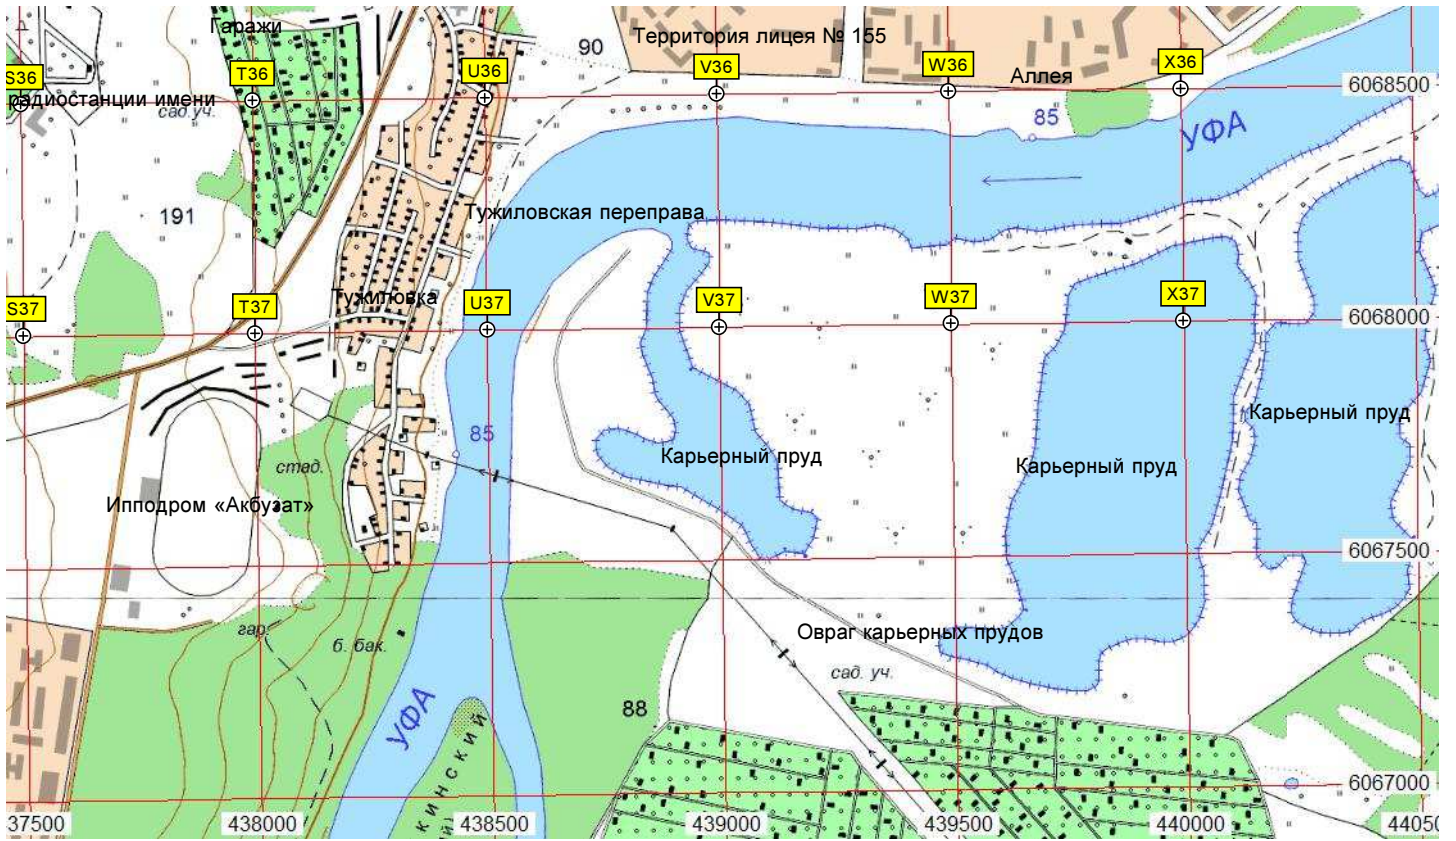 Гаражи
90
Территория лицея № 155
S36
T36
U36
V36
W36
X36
Аллея
6068500
радиостанции имени
сад.уч.
85
УФА
191
Тужиловская переправа
S37
T37
Тужиловка
U37
V37
W37
X37
6068000
Карьерный пруд
85
Карьерный пруд
Карьерный пруд
стад.
Ипподром «Акбузат»
6067500
гар.
б. бак.
Овраг карьерных прудов
сад. уч.
УФА
88
КИНСКИЙ
6067000
37500
438000
438500
439000
439500
440000
44050